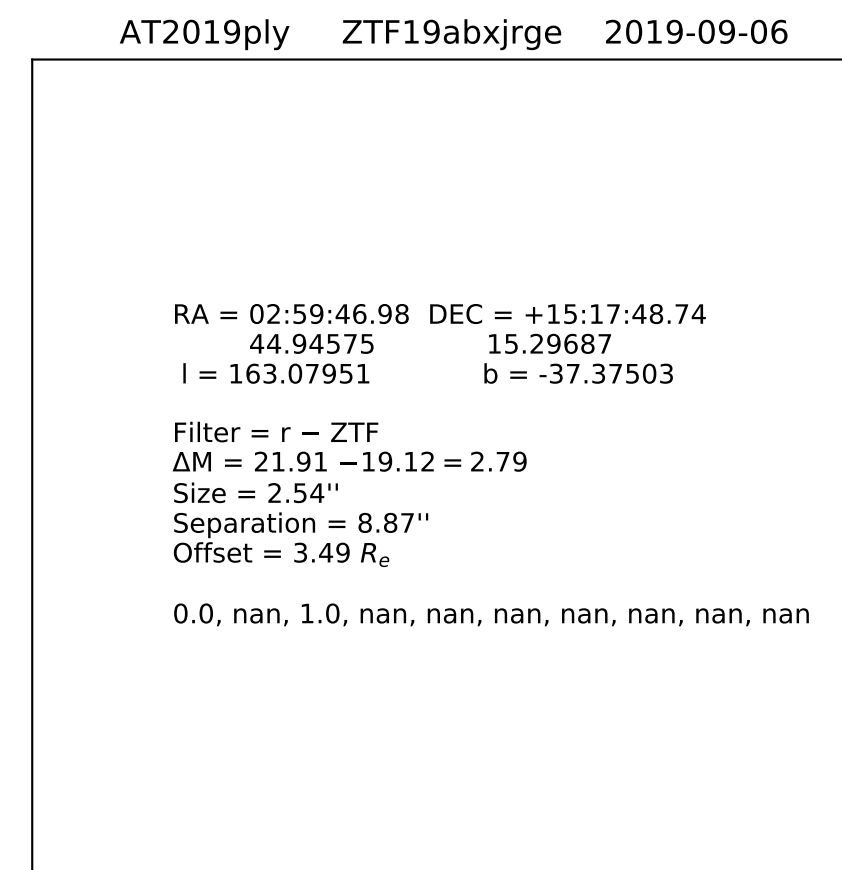 AT2019ply ZTF19abxjrge 2019-09-06
RA = 02:59:46.98 DEC = +15:17:48.74
44.94575 15.29687
l = 163.07951 b = -37.37503
Filter = r − ZTF
ΔM = 21.91 −19.12 = 2.79
Size = 2.54''
Separation = 8.87''
Offset = 3.49 Rₑ
0.0, nan, 1.0, nan, nan, nan, nan, nan, nan, nan